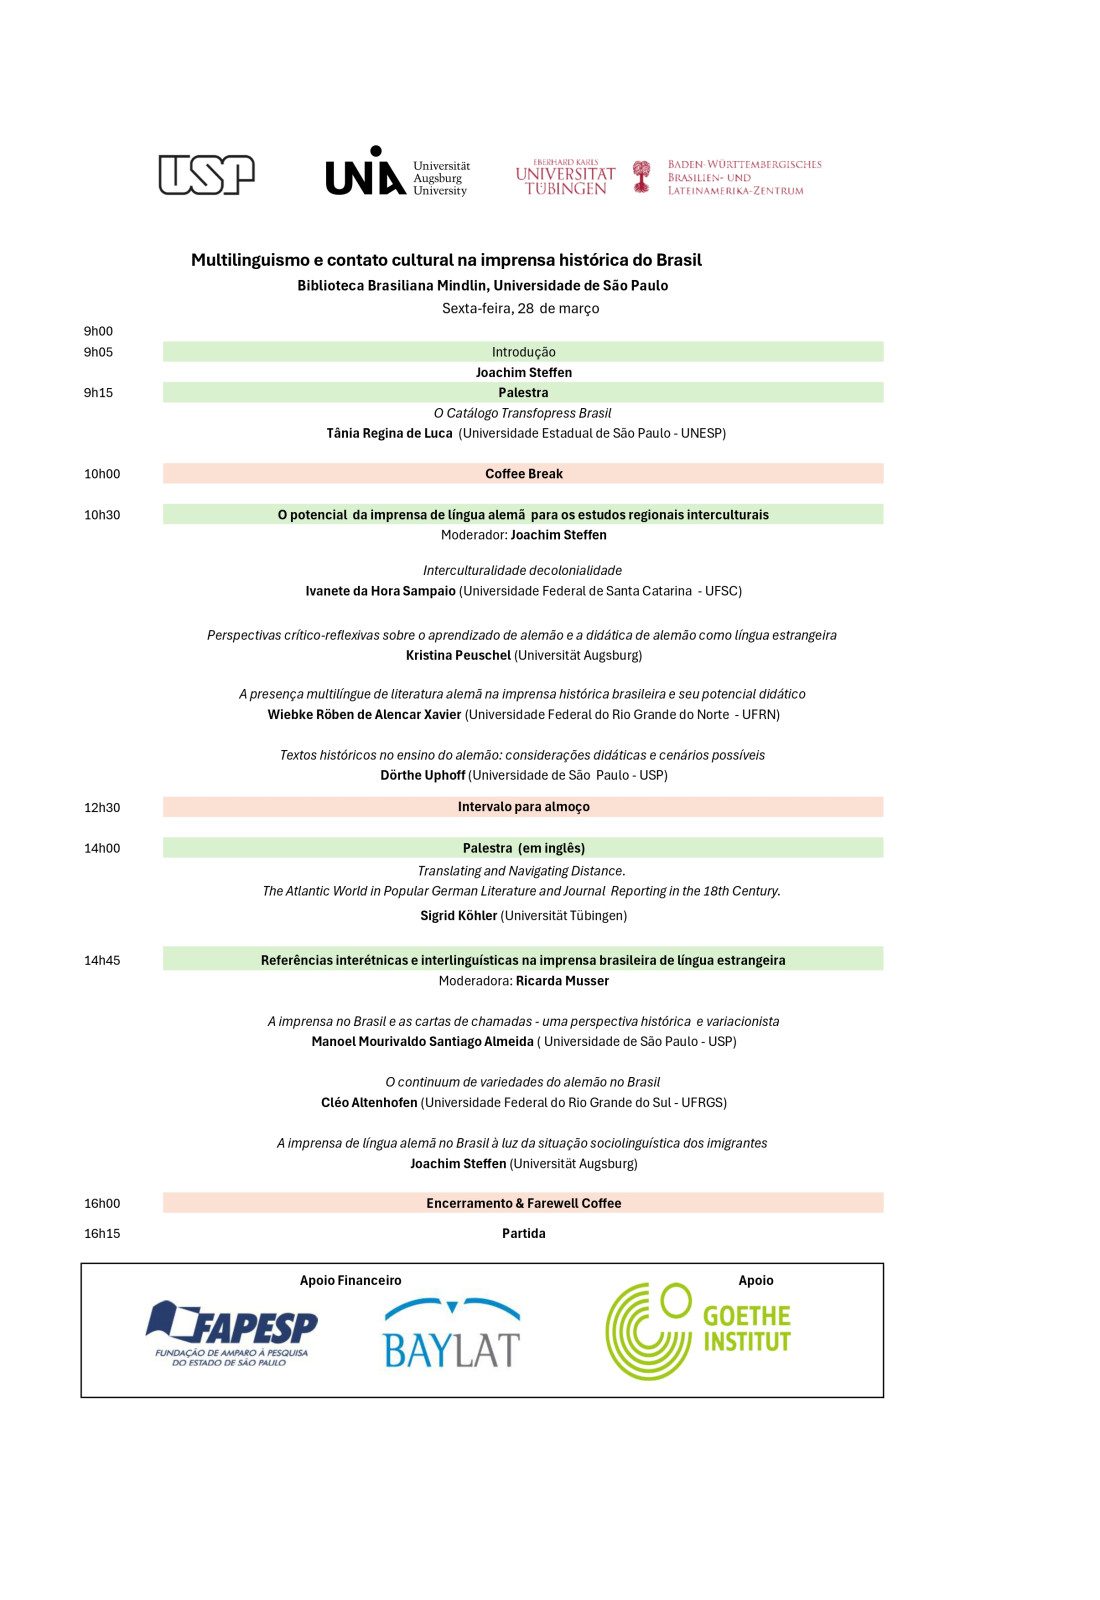 USP
UNIA Universität
Augsburg
University
EBERHARD KARLS
UNIVERSITÄT
TÜBINGEN
BADEN-WÜRTTEMBERGISCHES
BRASILIEN- UND
LATEINAMERIKA-ZENTRUM
Multilinguismo e contato cultural na imprensa histórica do Brasil
Biblioteca Brasiliana Mindlin, Universidade de São Paulo
Sexta-feira, 28 de março
9h00
9h05 Introdução
Joachim Steffen
9h15 Palestra
O Catálogo Transfopress Brasil
Tânia Regina de Luca (Universidade Estadual de São Paulo - UNESP)
10h00 Coffee Break
10h30 O potencial da imprensa de língua alemã para os estudos regionais interculturais
Moderador: Joachim Steffen
Interculturalidade decolonialidade
Ivanete da Hora Sampaio (Universidade Federal de Santa Catarina - UFSC)
Perspectivas crítico-reflexivas sobre o aprendizado de alemão e a didática de alemão como língua estrangeira
Kristina Peuschel (Universität Augsburg)
A presença multilíngue de literatura alemã na imprensa histórica brasileira e seu potencial didático
Wiebke Röben de Alencar Xavier (Universidade Federal do Rio Grande do Norte - UFRN)
Textos históricos no ensino do alemão: considerações didáticas e cenários possíveis
Dörthe Uphoff (Universidade de São Paulo - USP)
12h30 Intervalo para almoço
14h00 Palestra (em inglês)
Translating and Navigating Distance.
The Atlantic World in Popular German Literature and Journal Reporting in the 18th Century.
Sigrid Köhler (Universität Tübingen)
14h45 Referências interétnicas e interlinguísticas na imprensa brasileira de língua estrangeira
Moderadora: Ricarda Musser
A imprensa no Brasil e as cartas de chamadas - uma perspectiva histórica e variacionista
Manoel Mourivaldo Santiago Almeida ( Universidade de São Paulo - USP)
O continuum de variedades do alemão no Brasil
Cléo Altenhofen (Universidade Federal do Rio Grande do Sul - UFRGS)
A imprensa de língua alemã no Brasil à luz da situação sociolinguística dos imigrantes
Joachim Steffen (Universität Augsburg)
16h00 Encerramento & Farewell Coffee
16h15 Partida
Apoio Financeiro Apoio
FAPESP
FUNDAÇÃO DE AMPARO À PESQUISA
DO ESTADO DE SÃO PAULO
BAYLAT
GOETHE
INSTITUT